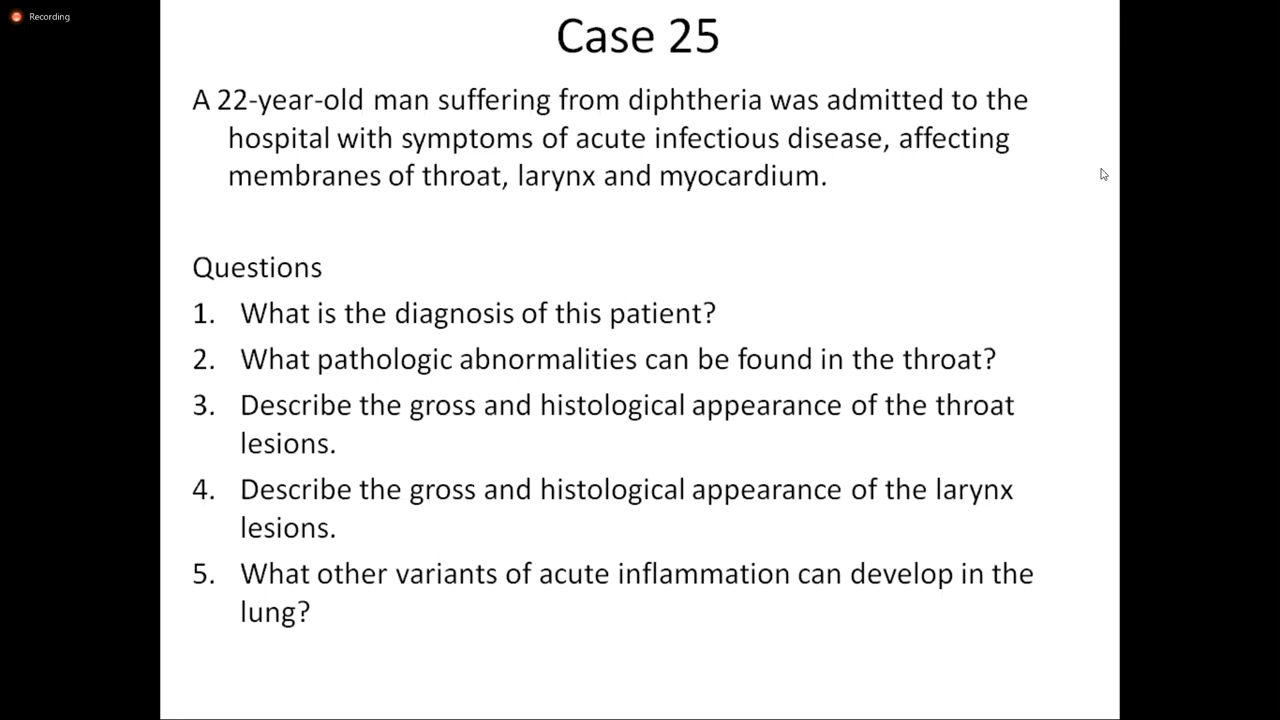 Recording
Case 25
A 22-year-old man suffering from diphtheria was admitted to the
hospital with symptoms of acute infectious disease, affecting
membranes of throat, larynx and myocardium.
Questions
1. What is the diagnosis of this patient?
2. What pathologic abnormalities can be found in the throat?
3. Describe the gross and histological appearance of the throat
lesions.
4. Describe the gross and histological appearance of the larynx
lesions.
5. What other variants of acute inflammation can develop in the
lung?